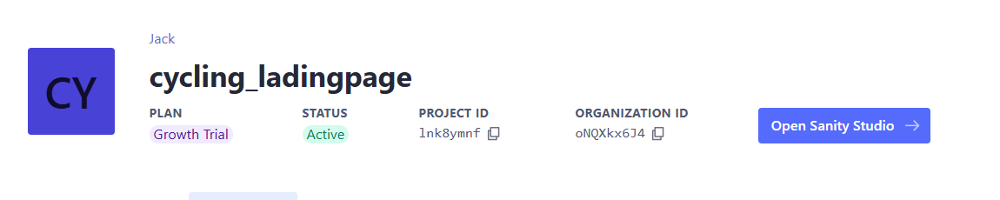 Jack
CY
cycling_ladingpage
PLAN
STATUS
PROJECT ID
ORGANIZATION ID
Growth Trial
Active
lnk8ymnf
oNQXkx6J4
Open Sanity Studio →